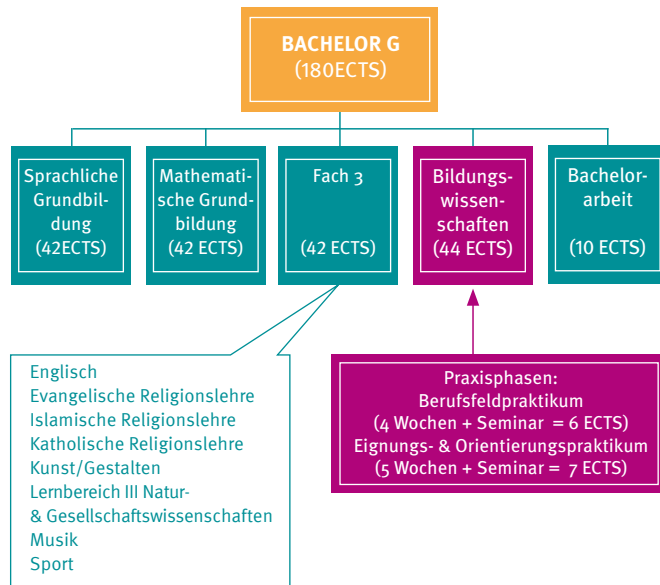 BACHELOR G
(180ECTS)
Sprachliche
Grundbil-
dung
(42ECTS)
Mathemati-
sche Grund-
bildung
(42 ECTS)
Fach 3
(42 ECTS)
Bildungs-
wissen-
schaften
(44 ECTS)
Bachelor-
arbeit
(10 ECTS)
Englisch
Evangelische Religionslehre
Islamische Religionslehre
Katholische Religionslehre
Kunst/Gestalten
Lernbereich III Natur-
& Gesellschaftswissenschaften
Musik
Sport
Praxisphasen:
Berufsfeldpraktikum
(4 Wochen + Seminar = 6 ECTS)
Eignungs- & Orientierungspraktikum
(5 Wochen + Seminar = 7 ECTS)